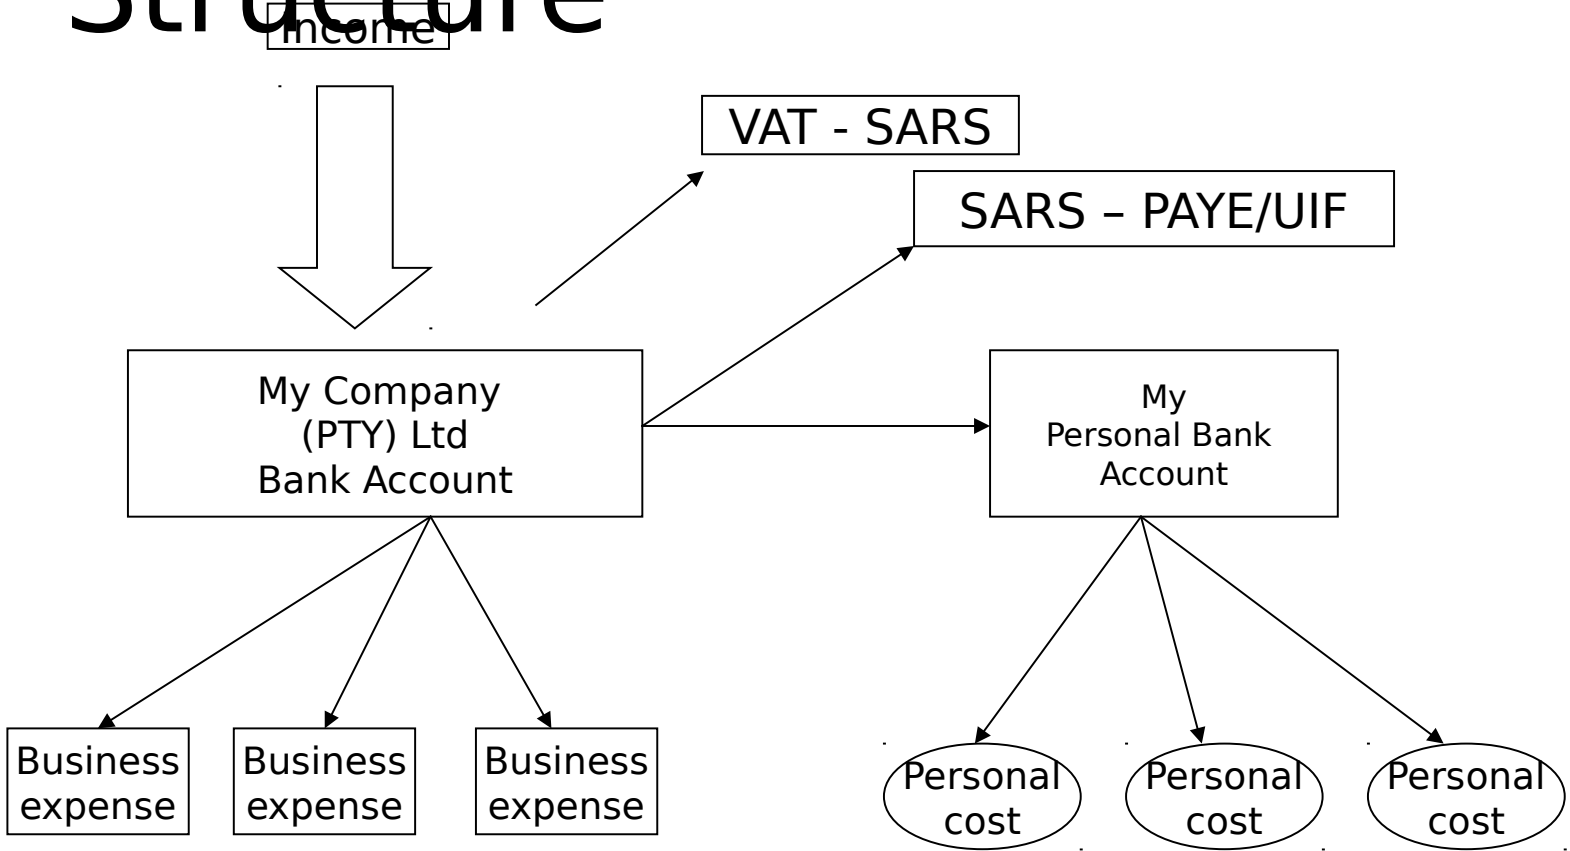 Structure
Income
VAT - SARS
SARS – PAYE/UIF
My Company
(PTY) Ltd
Bank Account
My
Personal Bank
Account
Business
expense
Business
expense
Business
expense
Personal
cost
Personal
cost
Personal
cost